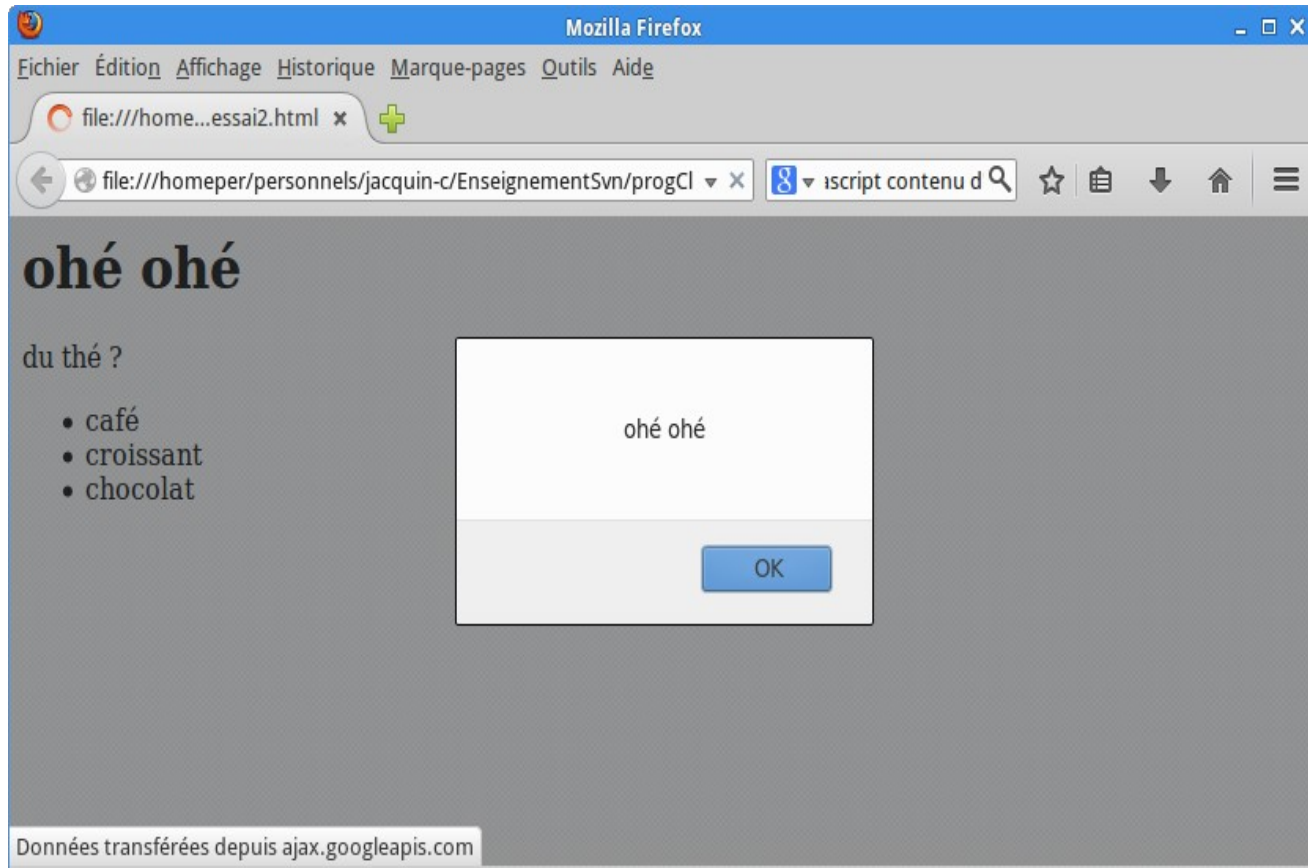 Mozilla Firefox
Fichier Édition Affichage Historique Marque-pages Outils Aide
file:///home...essai2.html
file:///homeper/personnels/jacquin-c/EnseignementSvn/progCl
ascript contenu d
ohé ohé
du thé ?
café
croissant
chocolat
ohé ohé
OK
Données transférées depuis ajax.googleapis.com